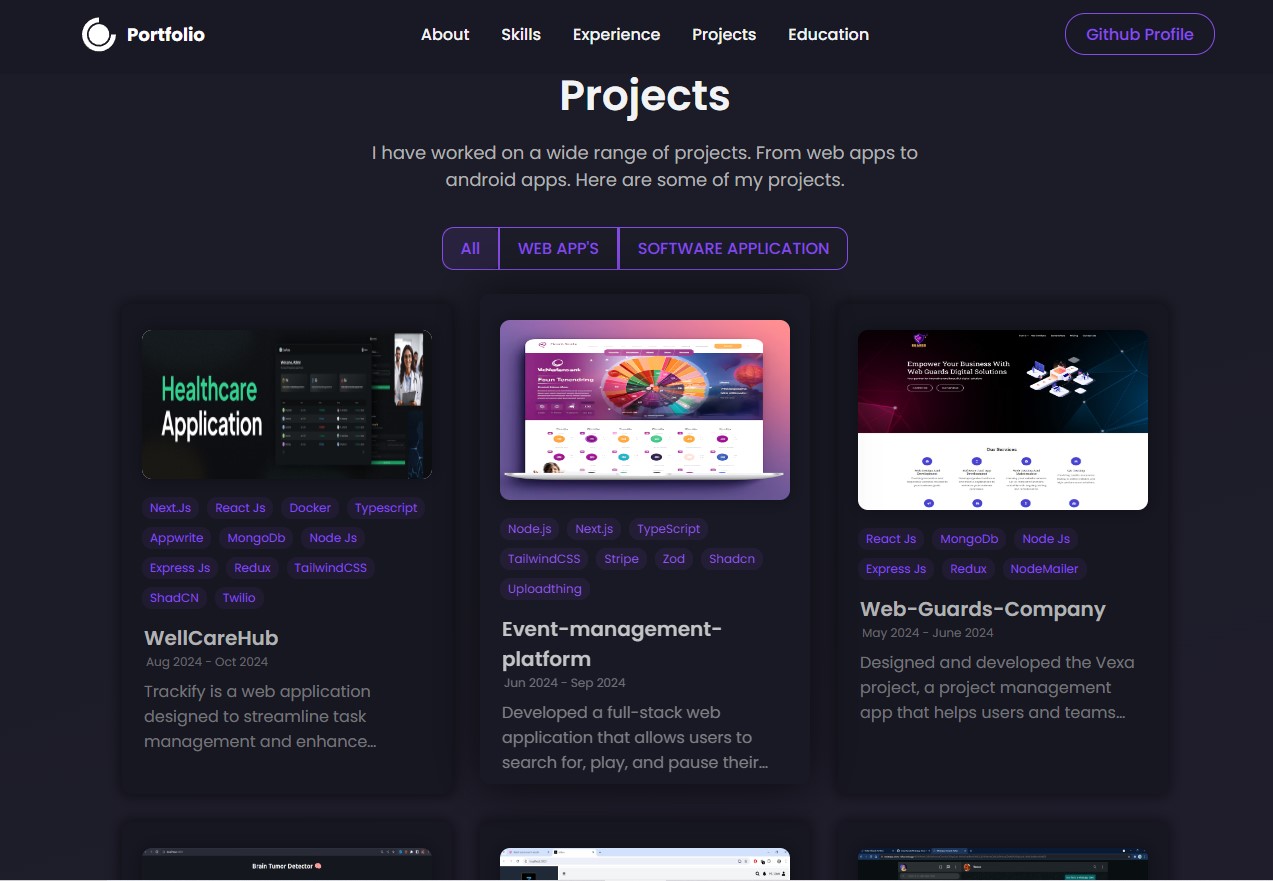 Portfolio
About Skills Experience Projects Education
Github Profile
Projects
I have worked on a wide range of projects. From web apps to
android apps. Here are some of my projects.
All WEB APP'S SOFTWARE APPLICATION
Healthcare
Application
Next.Js React Js Docker Typescript
Appwrite MongoDb Node Js
Express Js Redux TailwindCSS
ShadCN Twilio
WellCareHub
Aug 2024 - Oct 2024
Trackify is a web application
designed to streamline task
management and enhance...
Node.js Next.js TypeScript
TailwindCSS Stripe Zod Shadcn
Uploadthing
Event-management-
platform
Jun 2024 - Sep 2024
Developed a full-stack web
application that allows users to
search for, play, and pause their...
Empower Your Business With
Web Guards Digital Solutions
Our Services
React Js MongoDb Node Js
Express Js Redux NodeMailer
Web-Guards-Company
May 2024 - June 2024
Designed and developed the Vexa
project, a project management
app that helps users and teams...
Brain Tumor Detector